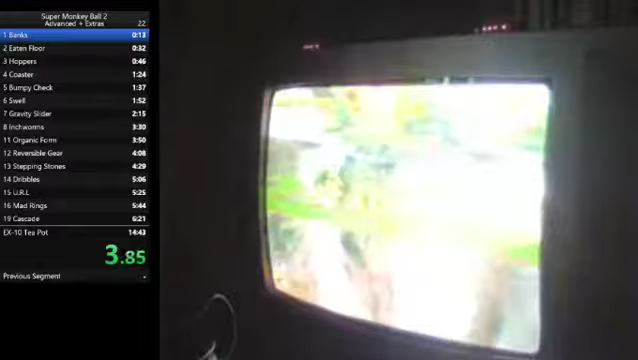 Super Monkey Ball 2
Advanced + Extras 22
1 Banks 0:13
2 Eaten Floor 0:32
3 Hoppers 0:46
4 Coaster 1:24
5 Bumpy Check 1:37
6 Swell 1:52
7 Gravity Slider 2:15
8 Inchworms 3:30
11 Organic Form 3:50
12 Reversible Gear 4:08
13 Stepping Stones 4:29
14 Dribbles 5:06
15 U.R.L 5:25
16 Mad Rings 5:44
19 Cascade 6:21
EX-10 Tea Pot 14:43
3.85
Previous Segment -